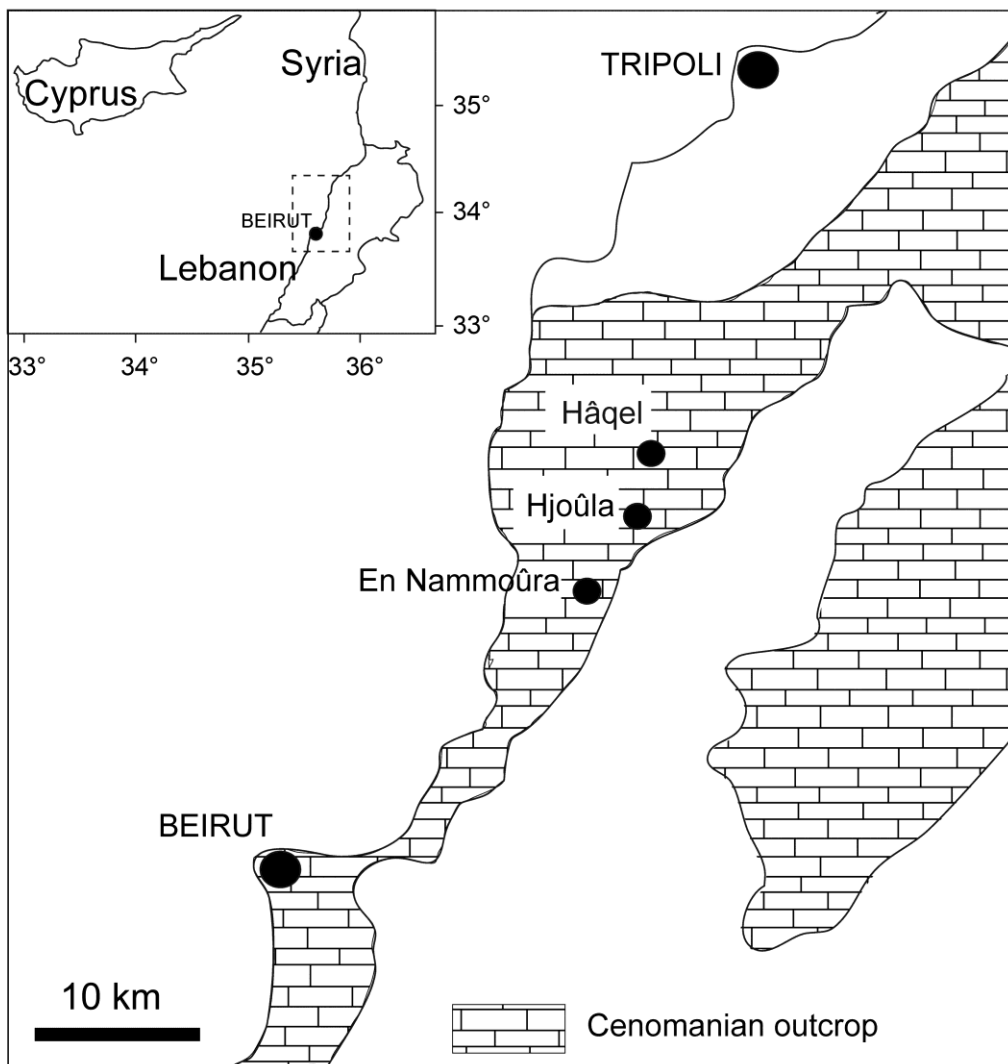 Syria
Cyprus
35°
34°
BEIRUT
Lebanon
33°
33°
34°
35°
36°
TRIPOLI
Hâqel
Hjoûla
En Nammoûra
BEIRUT
10 km
Cenomanian outcrop